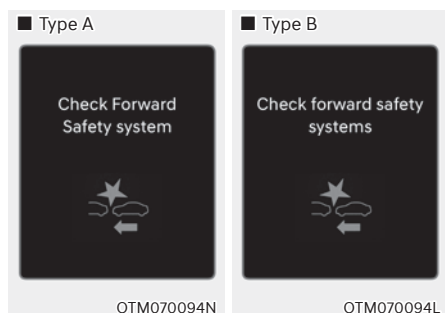 ■ Type A
Check Forward
Safety system
OTM070094N
■ Type B
Check forward safety
systems
OTM070094L